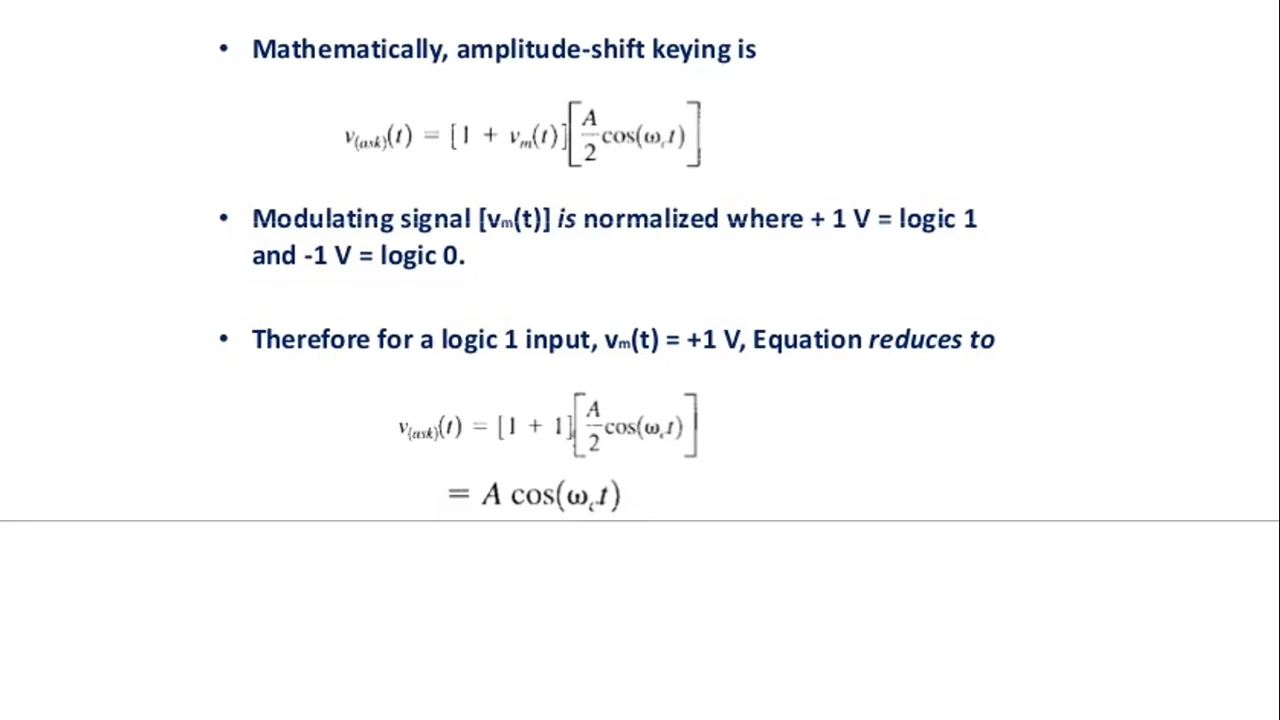 • Mathematically, amplitude-shift keying is
v(ask)(t) = [1 + vm(t)][A/2 cos(ωct)]
• Modulating signal [vm(t)] is normalized where + 1 V = logic 1
and -1 V = logic 0.
• Therefore for a logic 1 input, vm(t) = +1 V, Equation reduces to
v(ask)(t) = [1 + 1][A/2 cos(ωct)]
= A cos(ωct)